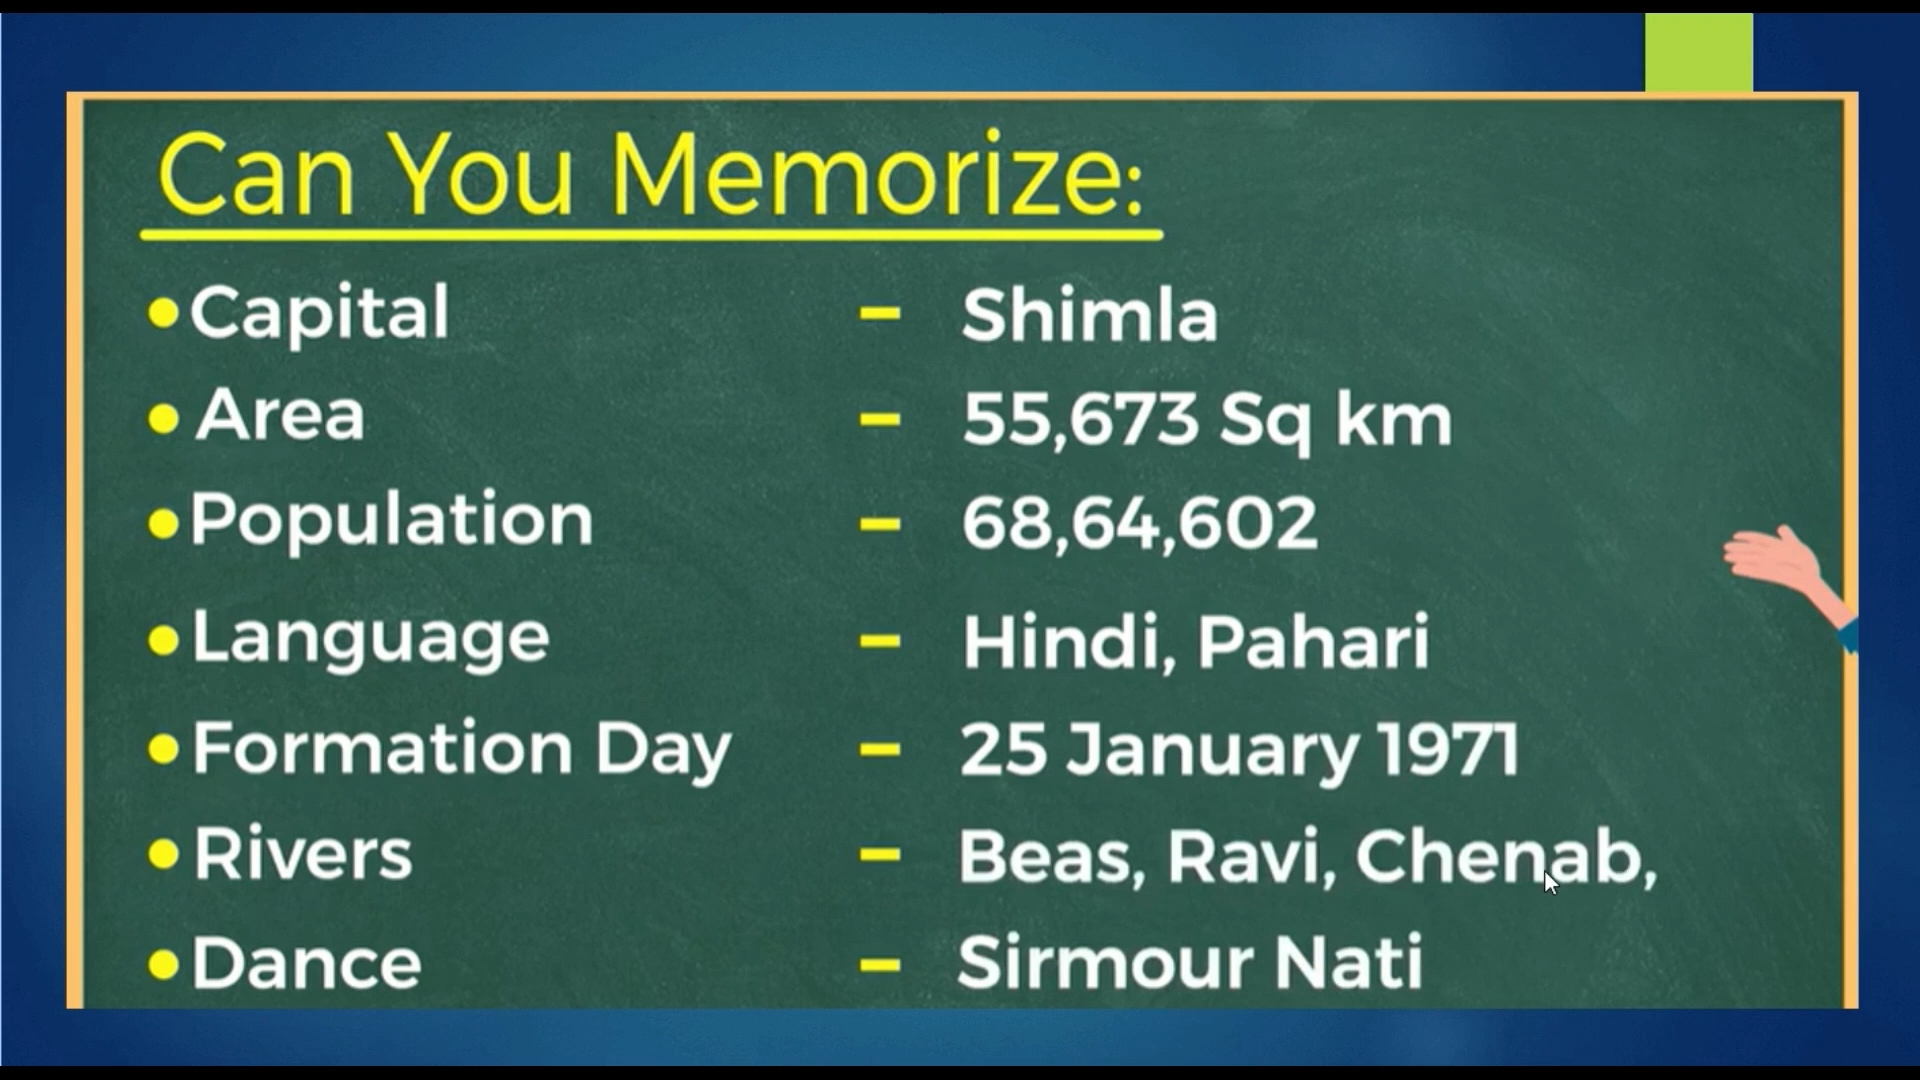 Can You Memorize:
• Capital – Shimla
• Area – 55,673 Sq km
• Population – 68,64,602
• Language – Hindi, Pahari
• Formation Day – 25 January 1971
• Rivers – Beas, Ravi, Chenab,
• Dance – Sirmour Nati